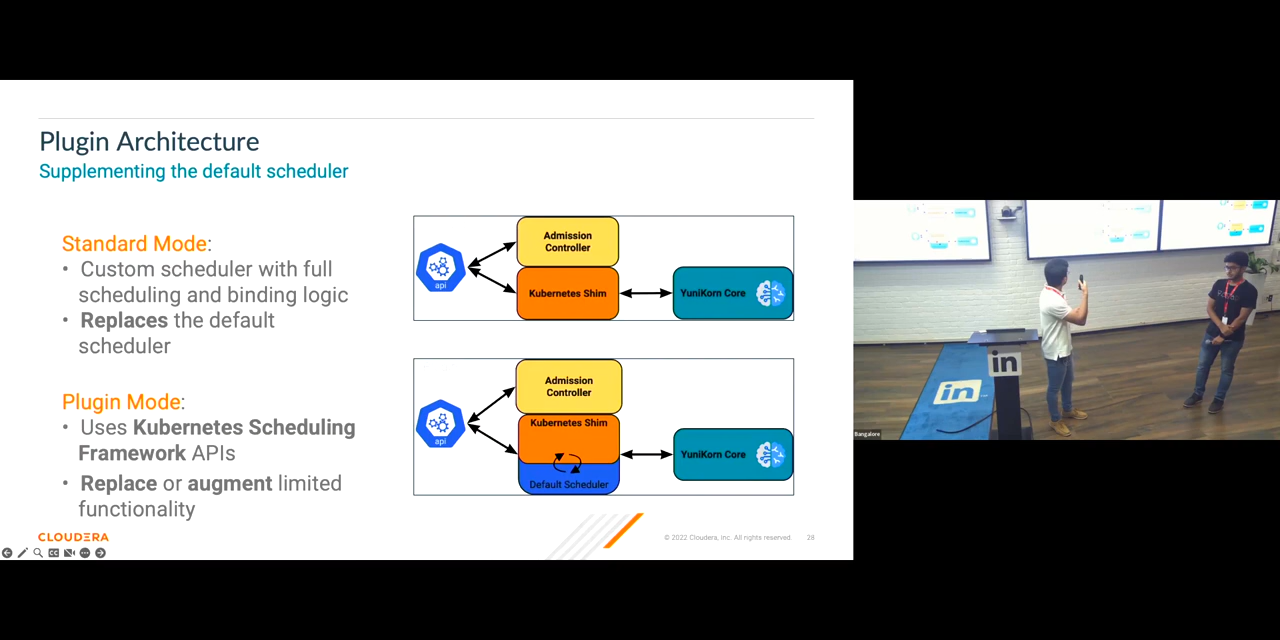 Plugin Architecture
Supplementing the default scheduler
Standard Mode:
• Custom scheduler with full
scheduling and binding logic
• Replaces the default
scheduler
Plugin Mode:
• Uses Kubernetes Scheduling
Framework APIs
• Replace or augment limited
functionality
api
Admission
Controller
Kubernetes Shim
YuniKorn Core
api
Admission
Controller
Kubernetes Shim
Default Scheduler
YuniKorn Core
CLOUDERA
© 2022 Cloudera, inc. All rights reserved.
28
in
in
Bangalore